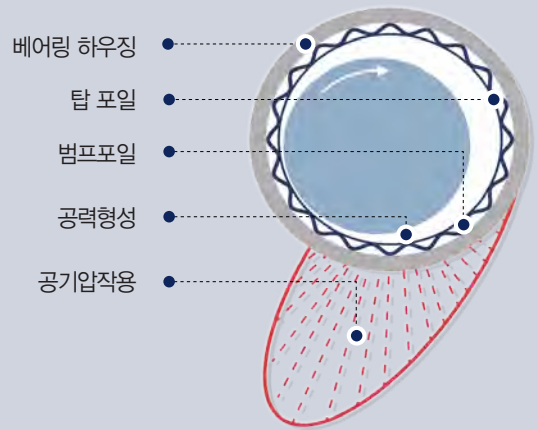 베어링 하우징
탑 포일
범프포일
공력형성
공기압작용